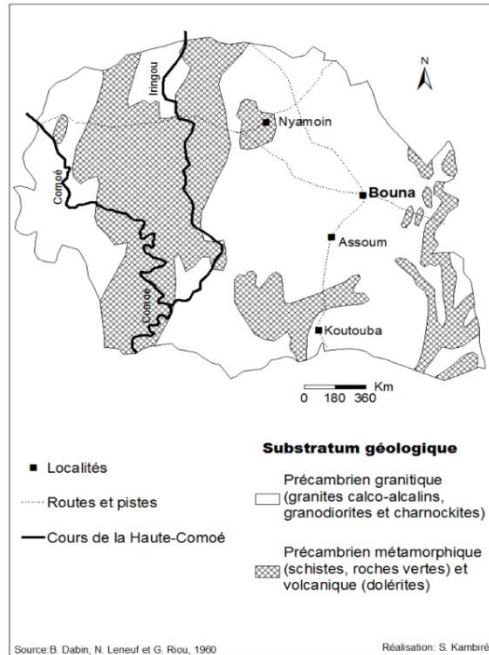 Iringou
N
Nyamoin
Comoé
Bouna
Assoum
Comoé
Koutouba
Km
0 180 360
Substratum géologique
Localités
Routes et pistes
Cours de la Haute-Comoé
Précambrien granitique
(granites calco-alcalins,
granodiorites et charnockites)
Précambrien métamorphique
(schistes, roches vertes) et
volcanique (dolérites)
Source:B. Dabin, N. Leneuf et G. Riou, 1960
Réalisation: S. Kambiré